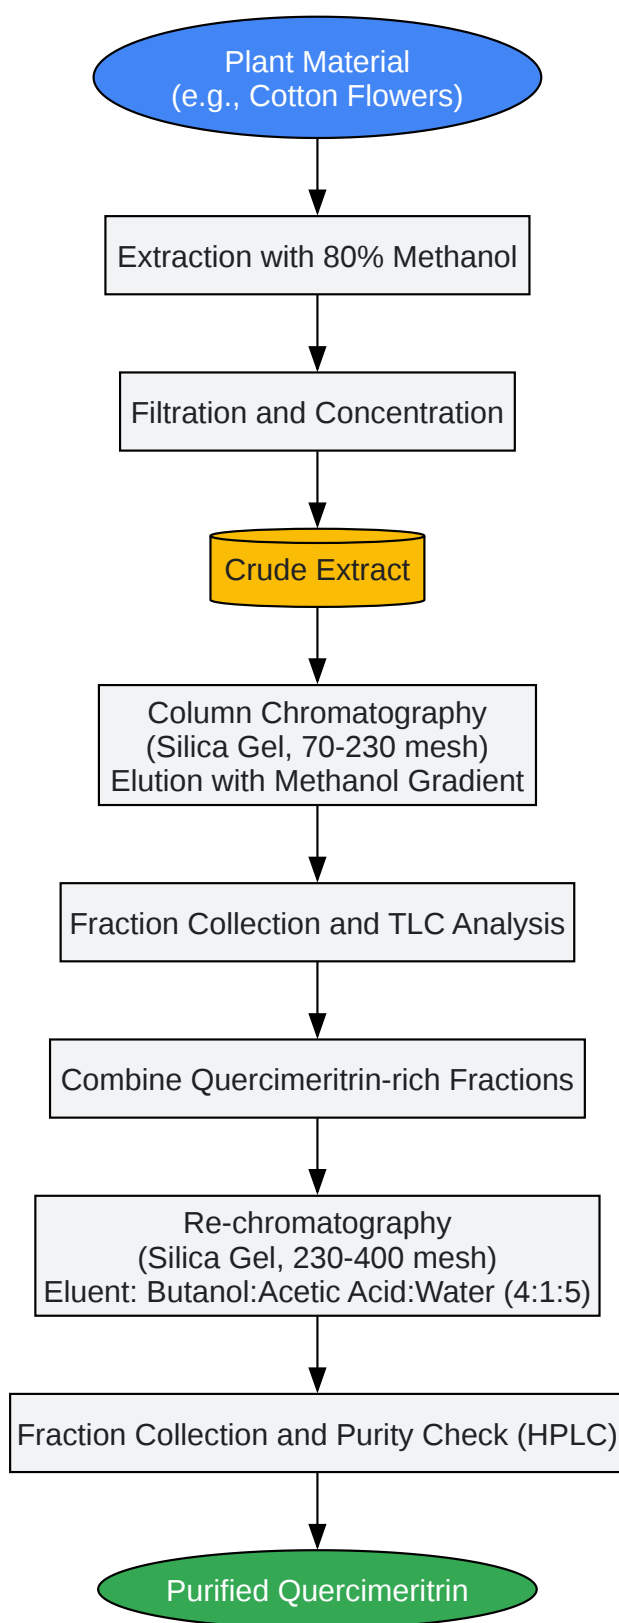 Plant Material
(e.g., Cotton Flowers)
Extraction with 80% Methanol
Filtration and Concentration
Crude Extract
Column Chromatography
(Silica Gel, 70-230 mesh)
Elution with Methanol Gradient
Fraction Collection and TLC Analysis
Combine Quercimeritrin-rich Fractions
Re-chromatography
(Silica Gel, 230-400 mesh)
Eluent: Butanol:Acetic Acid:Water (4:1:5)
Fraction Collection and Purity Check (HPLC)
Purified Quercimeritrin